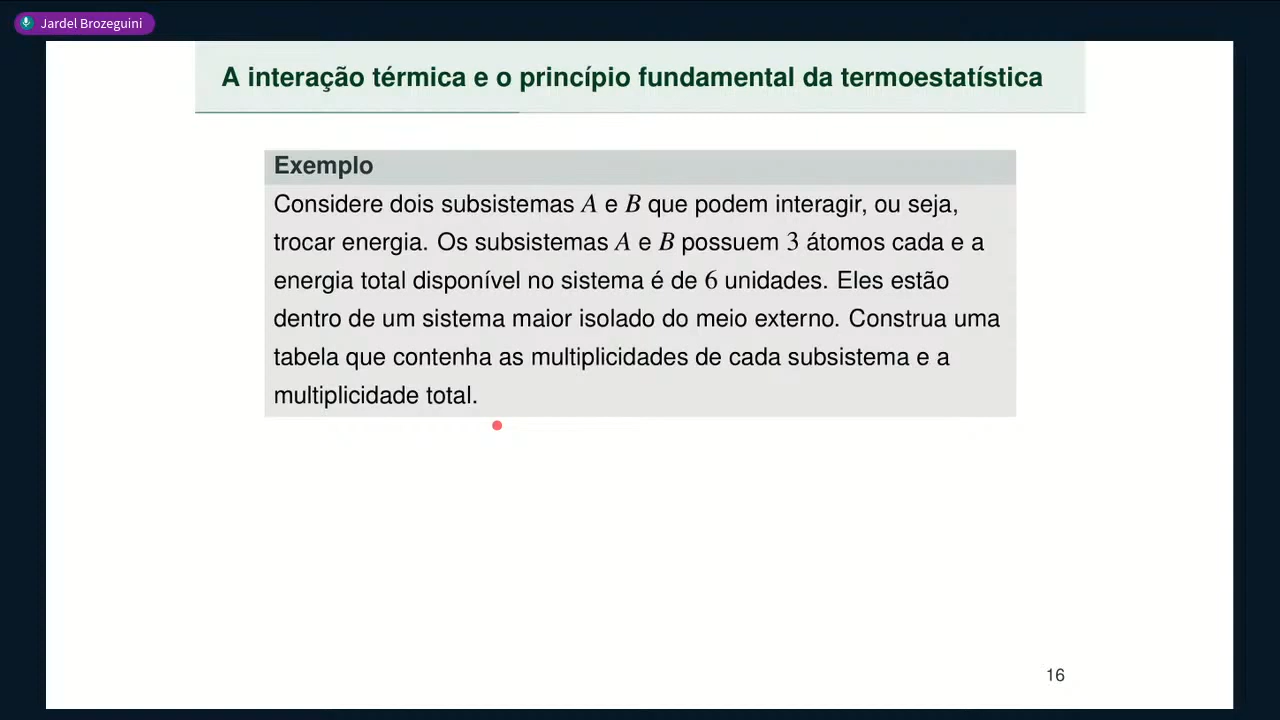 Jardel Brozeguini
A interação térmica e o princípio fundamental da termoestatística
Exemplo
Considere dois subsistemas A e B que podem interagir, ou seja,
trocar energia. Os subsistemas A e B possuem 3 átomos cada e a
energia total disponível no sistema é de 6 unidades. Eles estão
dentro de um sistema maior isolado do meio externo. Construa uma
tabela que contenha as multiplicidades de cada subsistema e a
multiplicidade total.
16